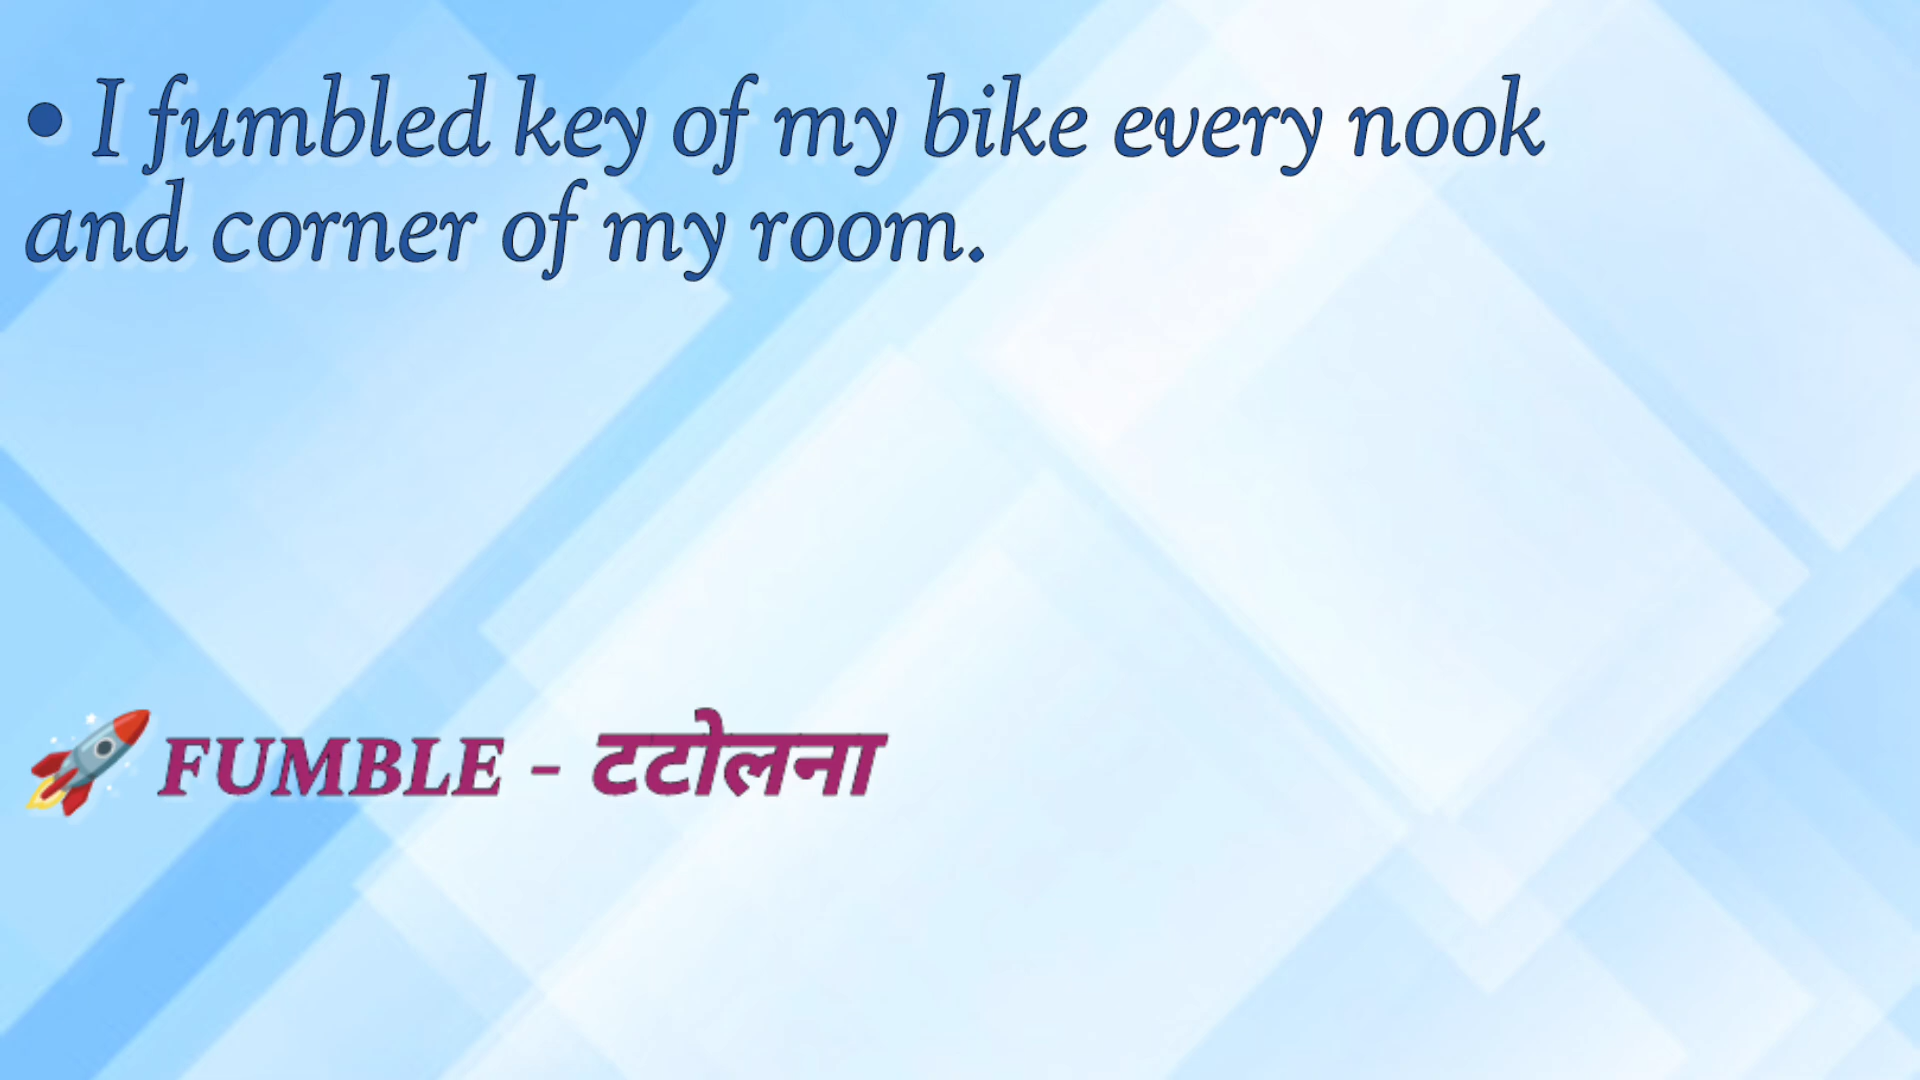 • I fumbled key of my bike every nook
and corner of my room.
🚀 FUMBLE - टटोलना